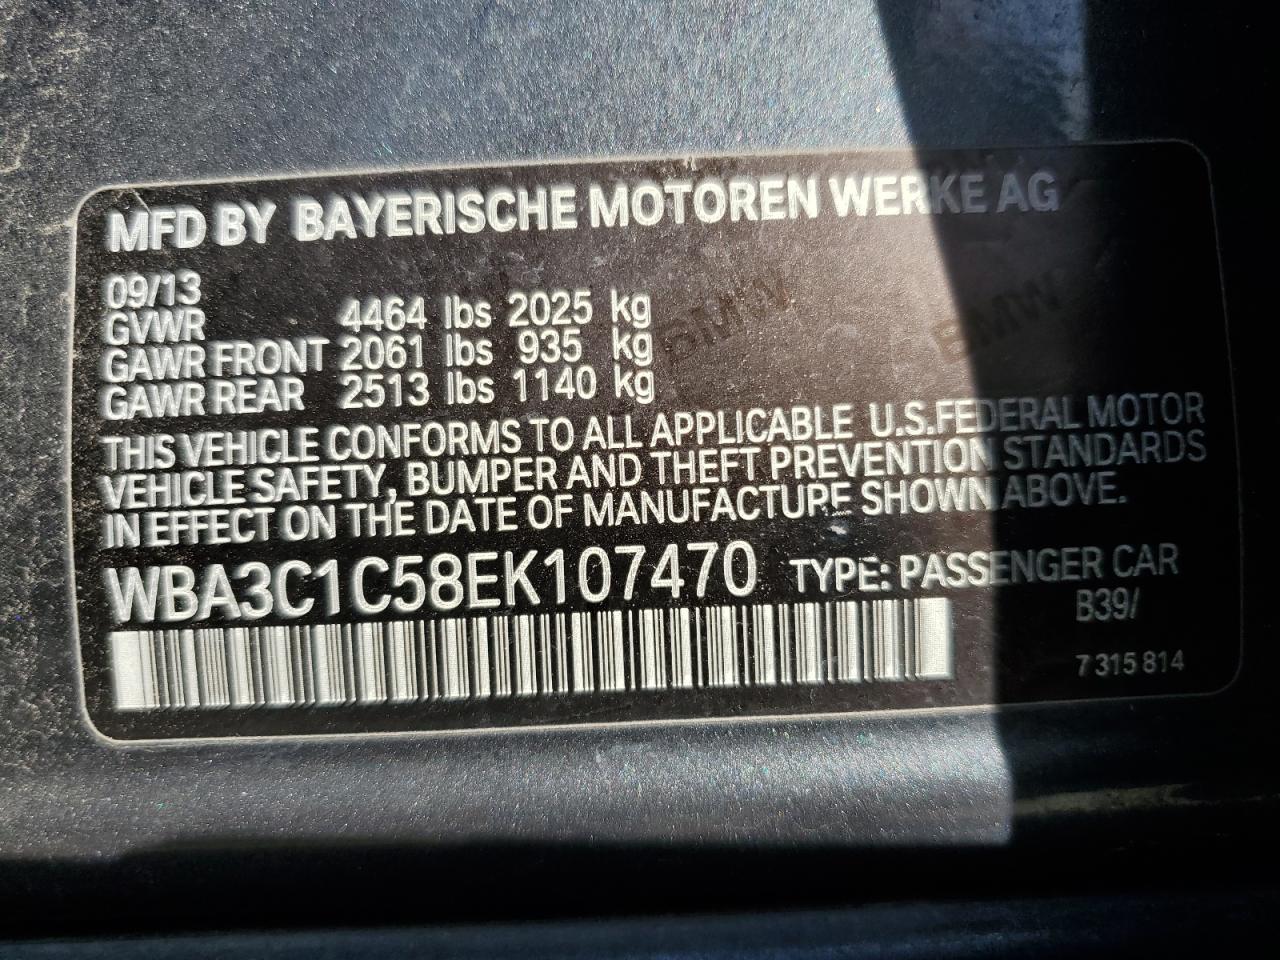 MFD BY BAYERISCHE MOTOREN WERKE AG
09/13
GVWR 4464 lbs 2025 kg
GAWR FRONT 2061 lbs 935 kg
GAWR REAR 2513 lbs 1140 kg
THIS VEHICLE CONFORMS TO ALL APPLICABLE U.S.FEDERAL MOTOR
VEHICLE SAFETY, BUMPER AND THEFT PREVENTION STANDARDS
IN EFFECT ON THE DATE OF MANUFACTURE SHOWN ABOVE.
WBA3C1C58EK107470 TYPE: PASSENGER CAR
B39/
7 315 814
BMW
BMW